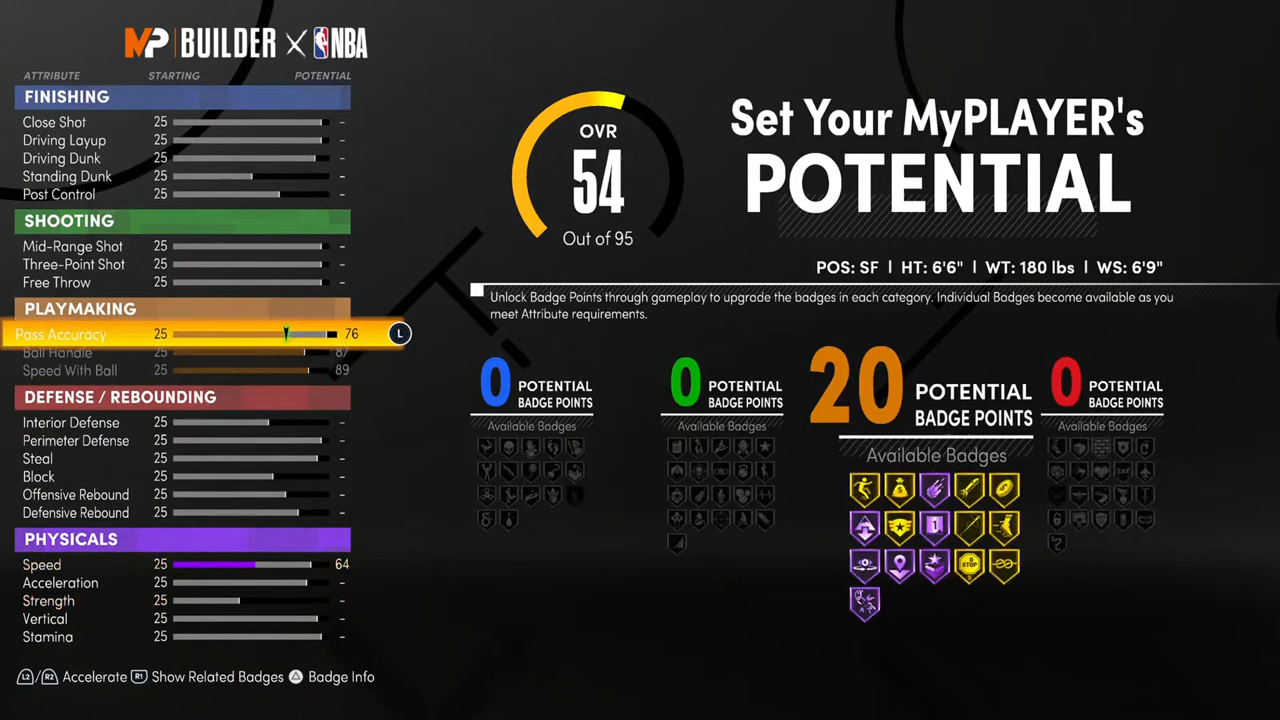 MP | BUILDER X NBA
ATTRIBUTE STARTING POTENTIAL
FINISHING
Close Shot 25 -
Driving Layup 25 -
Driving Dunk 25 -
Standing Dunk 25 -
Post Control 25 -
SHOOTING
Mid-Range Shot 25 -
Three-Point Shot 25 -
Free Throw 25 -
PLAYMAKING
Pass Accuracy 25 76 L
Ball Handle 25 87
Speed With Ball 25 89
DEFENSE / REBOUNDING
Interior Defense 25 -
Perimeter Defense 25 -
Steal 25 -
Block 25 -
Offensive Rebound 25 -
Defensive Rebound 25 -
PHYSICALS
Speed 25 64
Acceleration 25 -
Strength 25 -
Vertical 25 -
Stamina 25 -
L2/R2 Accelerate R1 Show Related Badges Badge Info
OVR
54
Out of 95
Set Your MyPLAYER's
POTENTIAL
POS: SF | HT: 6'6" | WT: 180 lbs | WS: 6'9"
Unlock Badge Points through gameplay to upgrade the badges in each category. Individual Badges become available as you
meet Attribute requirements.
0 POTENTIAL BADGE POINTS
Available Badges
0 POTENTIAL BADGE POINTS
Available Badges
20 POTENTIAL BADGE POINTS
Available Badges
1
STOP
0 POTENTIAL BADGE POINTS
Available Badges